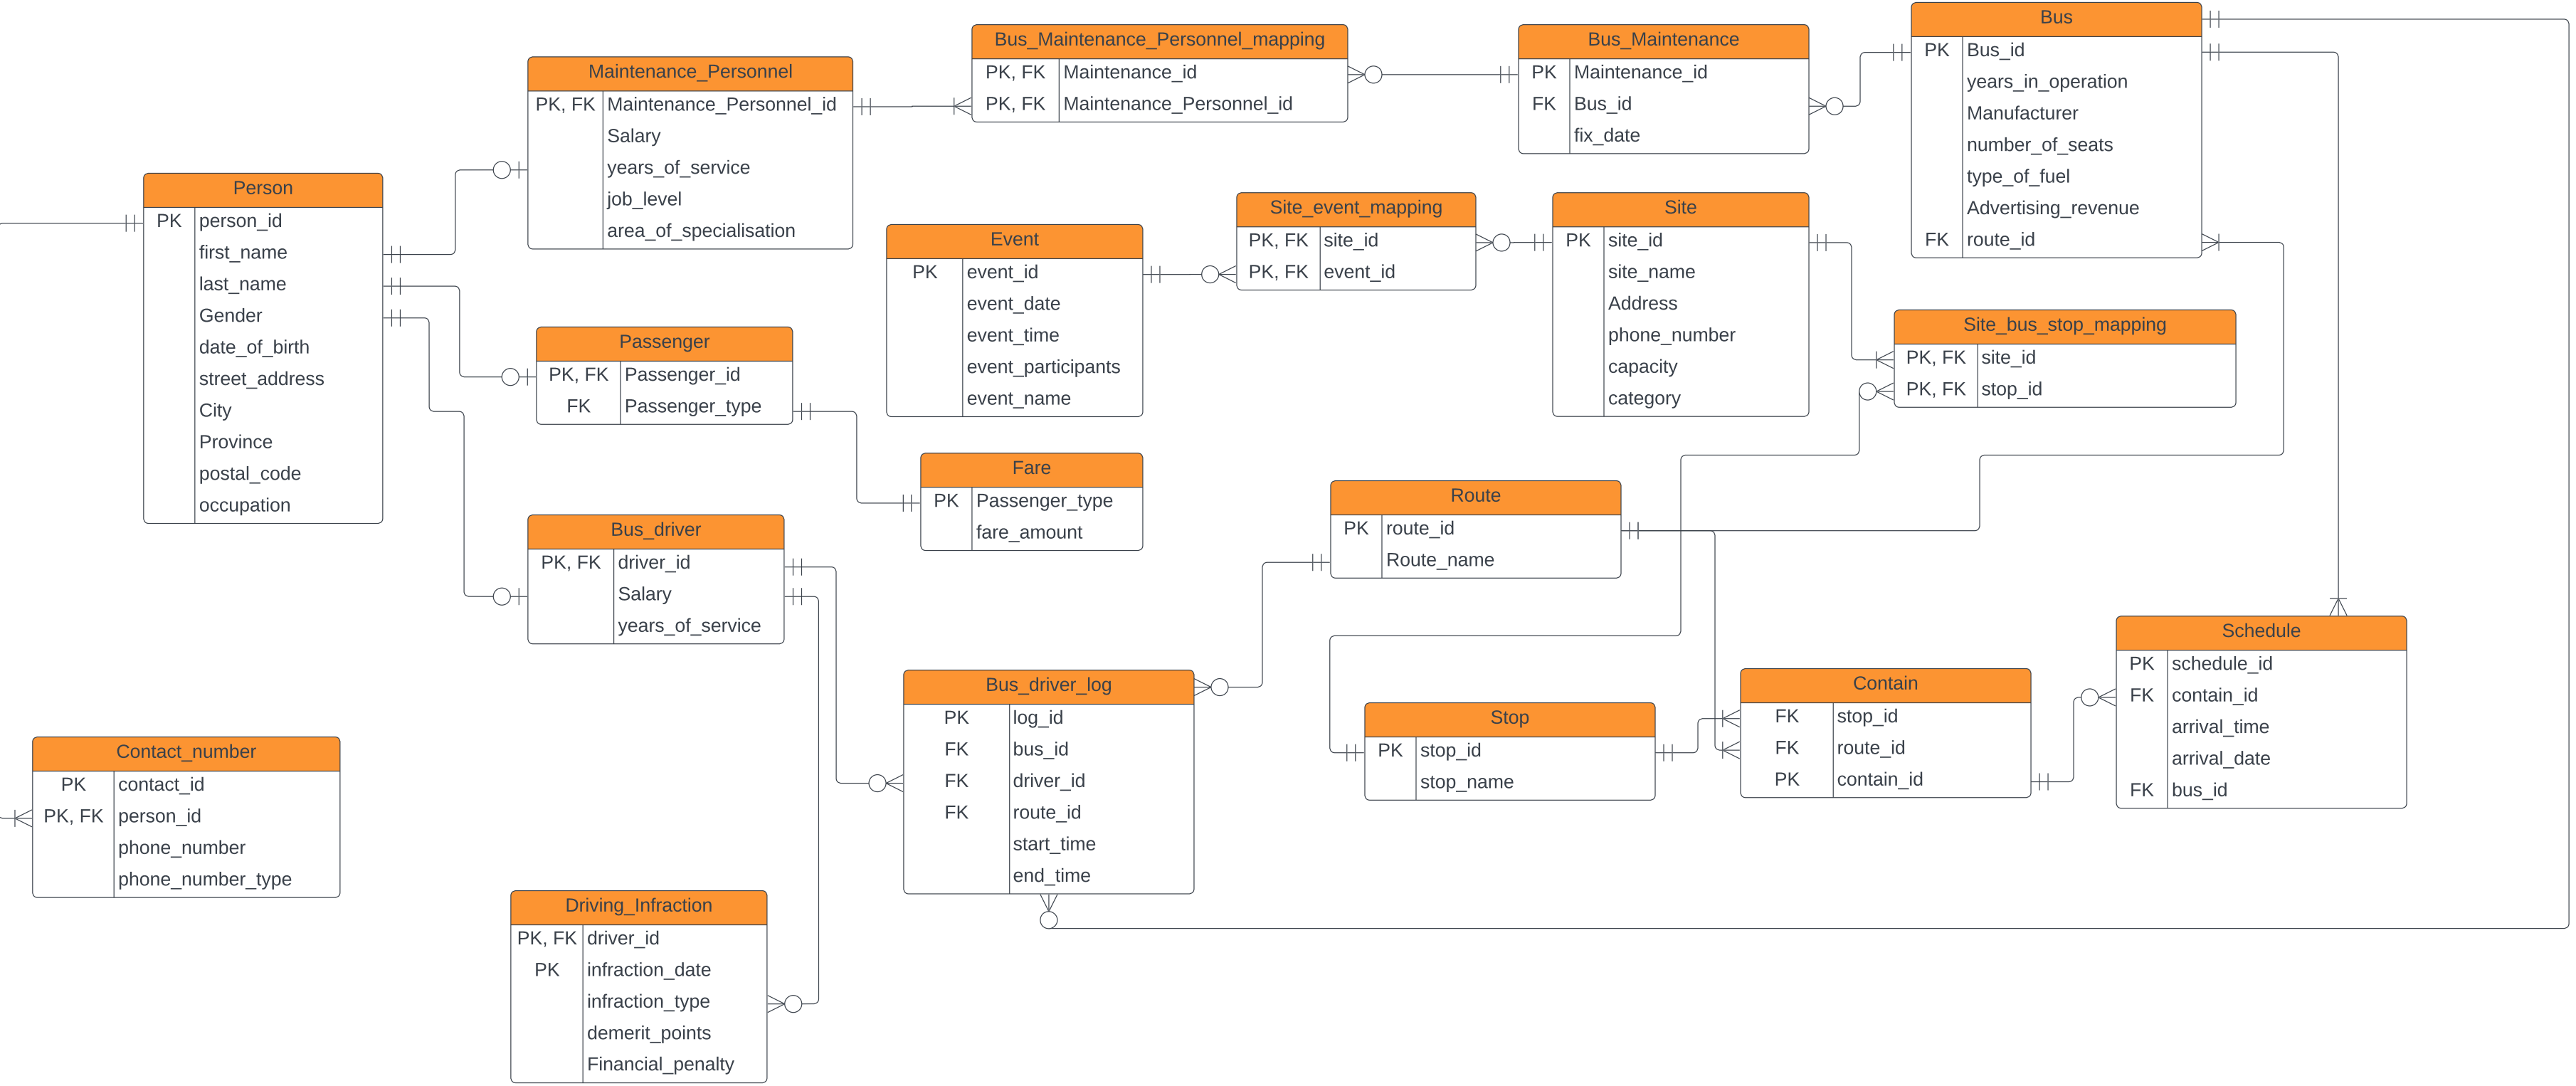 Bus
PK Bus_id
years_in_operation
Manufacturer
number_of_seats
type_of_fuel
Advertising_revenue
FK route_id
Bus_Maintenance_Personnel_mapping
PK, FK Maintenance_id
PK, FK Maintenance_Personnel_id
Bus_Maintenance
PK Maintenance_id
FK Bus_id
fix_date
Maintenance_Personnel
PK, FK Maintenance_Personnel_id
Salary
years_of_service
job_level
area_of_specialisation
Person
PK person_id
first_name
last_name
Gender
date_of_birth
street_address
City
Province
postal_code
occupation
Event
PK event_id
event_date
event_time
event_participants
event_name
Site_event_mapping
PK, FK site_id
PK, FK event_id
Site
PK site_id
site_name
Address
phone_number
capacity
category
Site_bus_stop_mapping
PK, FK site_id
PK, FK stop_id
Passenger
PK, FK Passenger_id
FK Passenger_type
Fare
PK Passenger_type
fare_amount
Route
PK route_id
Route_name
Bus_driver
PK, FK driver_id
Salary
years_of_service
Bus_driver_log
PK log_id
FK bus_id
FK driver_id
FK route_id
start_time
end_time
Stop
PK stop_id
stop_name
Contain
FK stop_id
FK route_id
PK contain_id
Schedule
PK schedule_id
FK contain_id
arrival_time
arrival_date
FK bus_id
Contact_number
PK contact_id
PK, FK person_id
phone_number
phone_number_type
Driving_Infraction
PK, FK driver_id
PK infraction_date
infraction_type
demerit_points
Financial_penalty